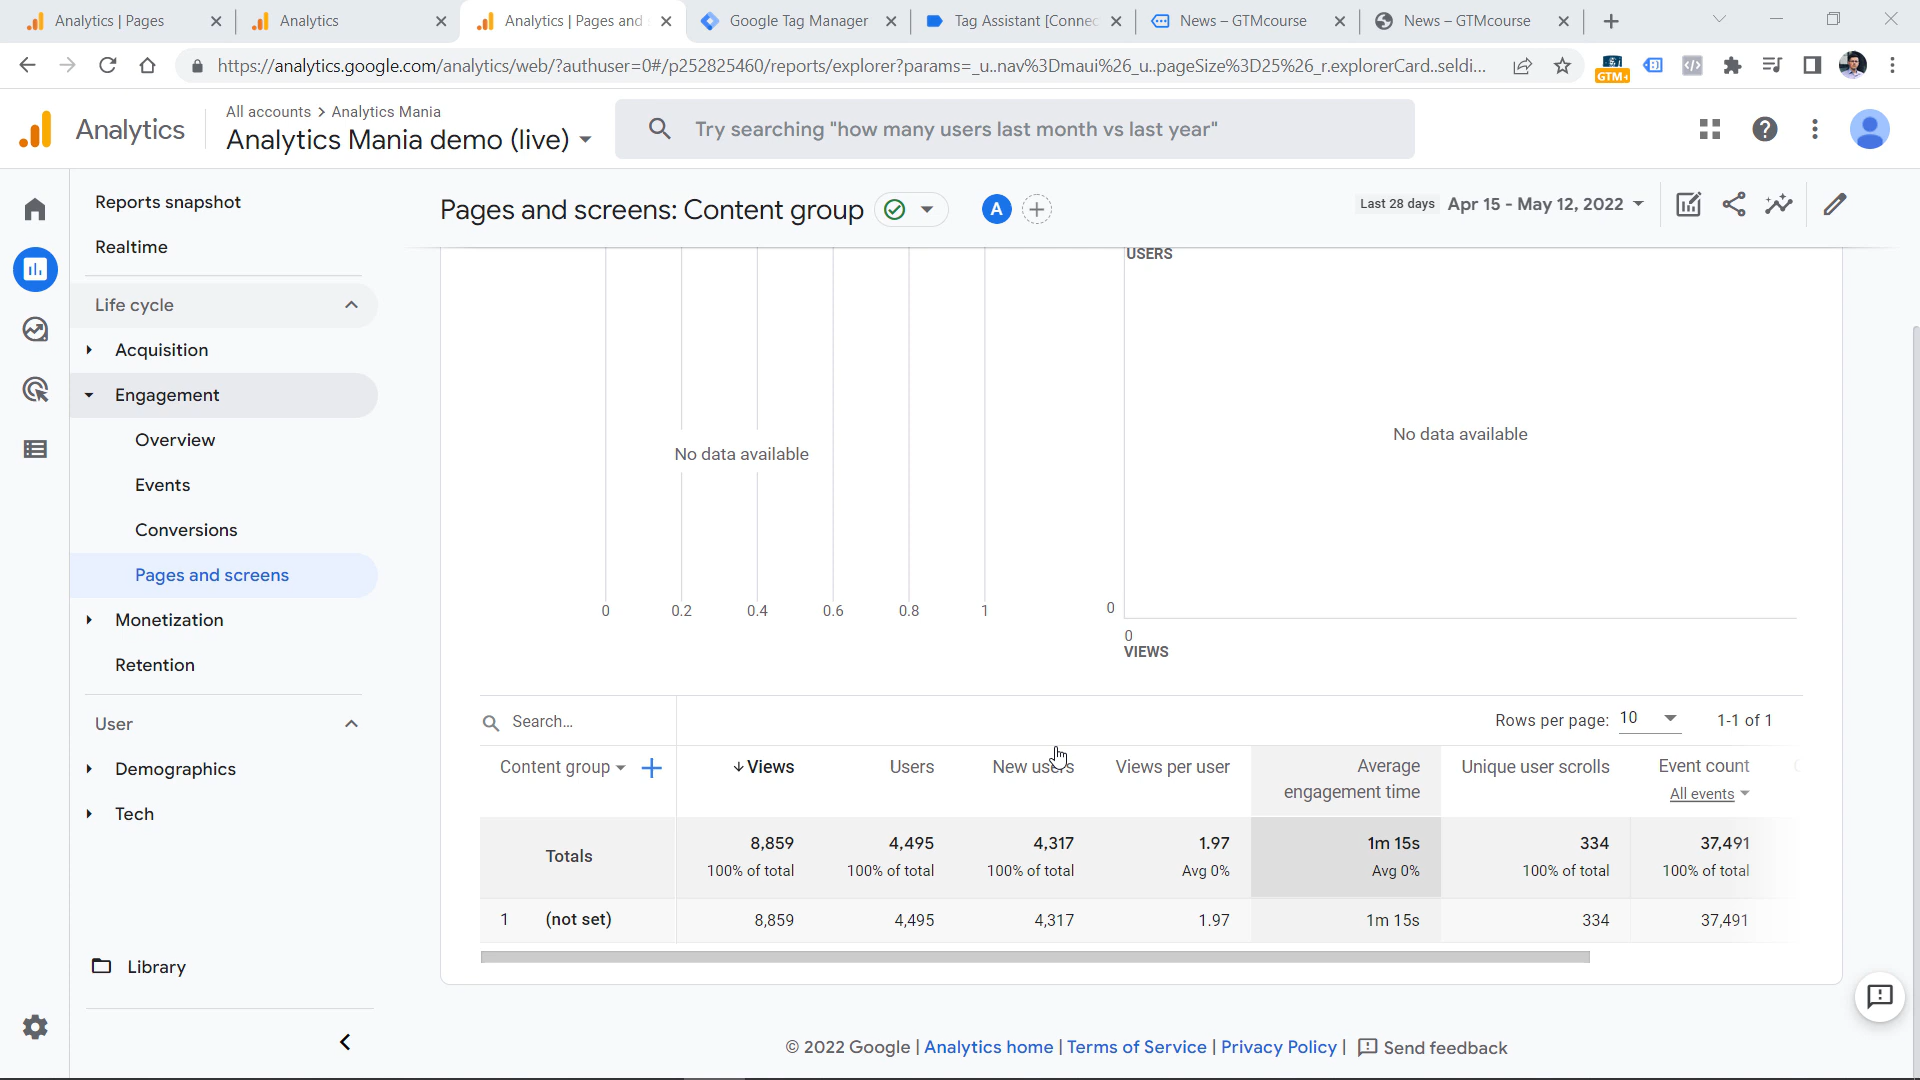 Analytics | Pages
Analytics
Analytics | Pages and
Google Tag Manager
Tag Assistant [Connec
News – GTMcourse
News – GTMcourse
https://analytics.google.com/analytics/web/?authuser=0#/p252825460/reports/explorer?params=_u..nav%3Dmaui%26_u..pageSize%3D25%26_r.explorerCard..seldi...
GTM
Analytics
All accounts > Analytics Mania
Analytics Mania demo (live)
Try searching "how many users last month vs last year"
Reports snapshot
Realtime
Life cycle
Acquisition
Engagement
Overview
Events
Conversions
Pages and screens
Monetization
Retention
User
Demographics
Tech
Library
Pages and screens: Content group
A
Last 28 days Apr 15 - May 12, 2022
No data available
0 0.2 0.4 0.6 0.8 1
USERS
No data available
0
0
VIEWS
Search...
Rows per page: 10 1-1 of 1
Content group
Views
Users
New users
Views per user
Average
engagement time
Unique user scrolls
Event count
All events
Totals
8,859 4,495 4,317 1.97 1m 15s 334 37,491
100% of total 100% of total 100% of total Avg 0% Avg 0% 100% of total 100% of total
1 (not set) 8,859 4,495 4,317 1.97 1m 15s 334 37,491
© 2022 Google | Analytics home | Terms of Service | Privacy Policy | Send feedback